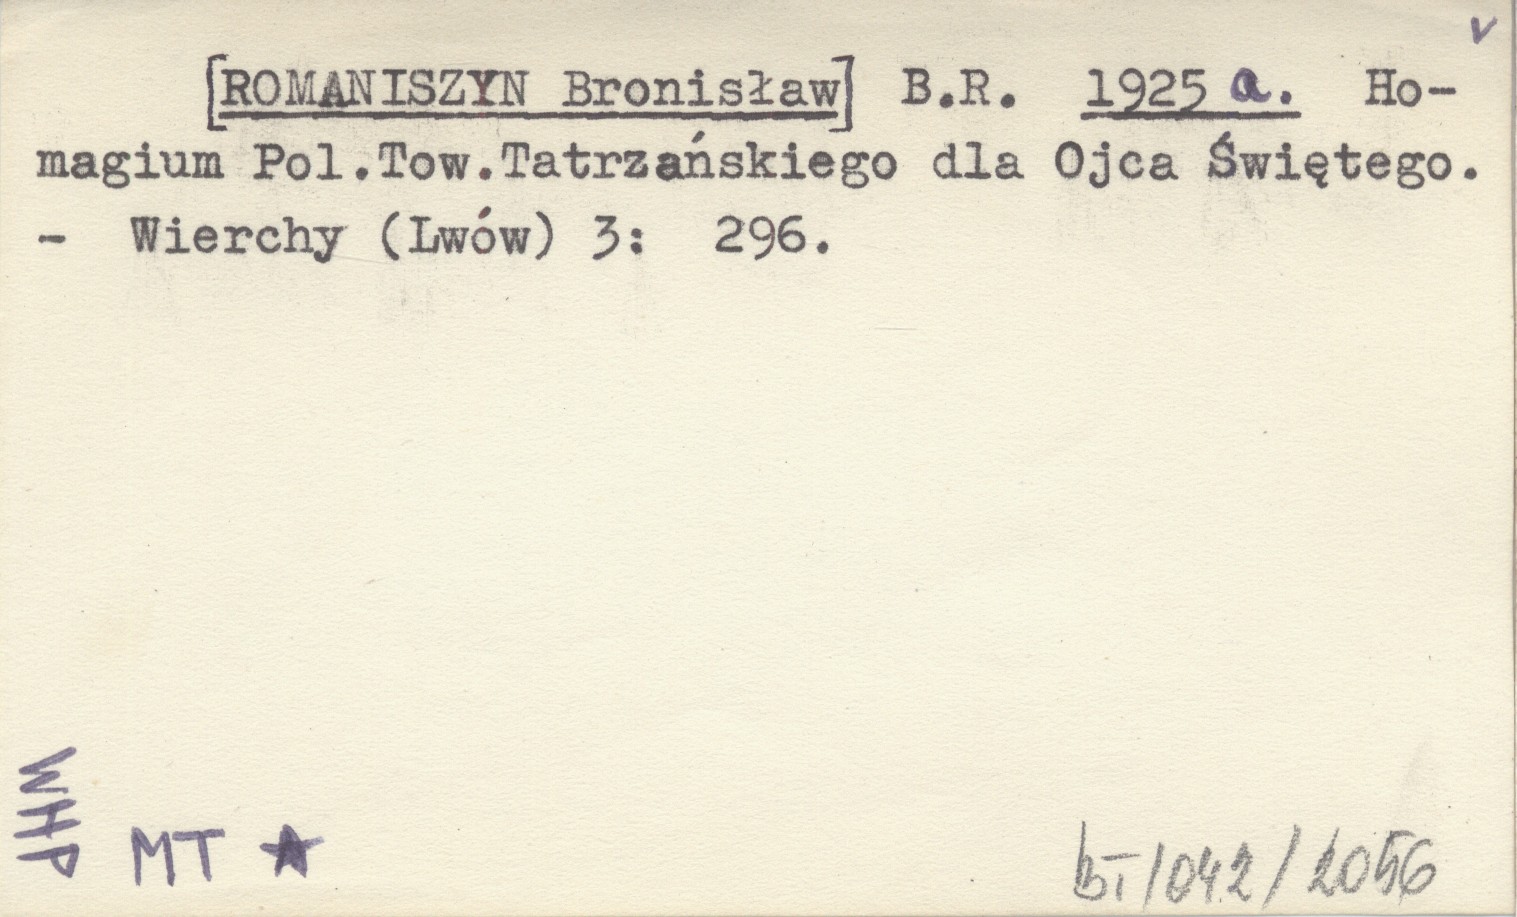 v
[ROMANISZYN Bronisław] B.R. 1925 a. Ho-
magium Pol.Tow.Tatrzańskiego dla Ojca Świętego.
- Wierchy (Lwów) 3: 296.
WHP
MT ★
bT/042/2056